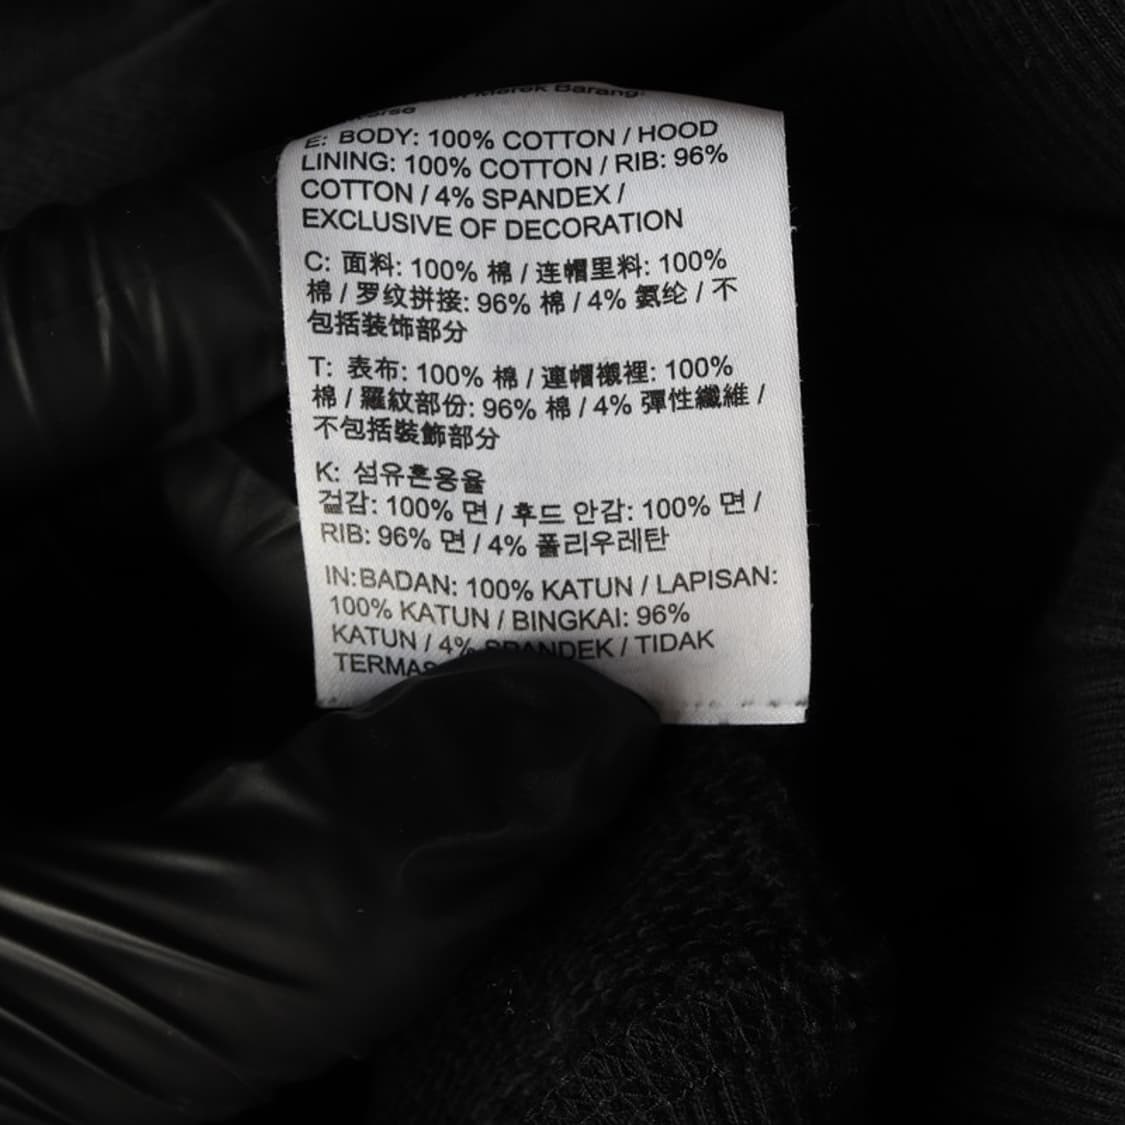 Merek Barang:
E: BODY: 100% COTTON / HOOD
LINING: 100% COTTON / RIB: 96%
COTTON / 4% SPANDEX /
EXCLUSIVE OF DECORATION
C: 面料: 100% 棉 / 连帽里料: 100%
棉 / 罗纹拼接: 96% 棉 / 4% 氨纶 / 不
包括装饰部分
T: 表布: 100% 棉 / 連帽襯裡: 100%
棉 / 羅紋部份: 96% 棉 / 4% 彈性纖維 /
不包括裝飾部分
K: 섬유혼용율
겉감: 100% 면 / 후드 안감: 100% 면 /
RIB: 96% 면 / 4% 폴리우레탄
IN:BADAN: 100% KATUN / LAPISAN:
100% KATUN / BINGKAI: 96%
KATUN / 4% SPANDEK / TIDAK